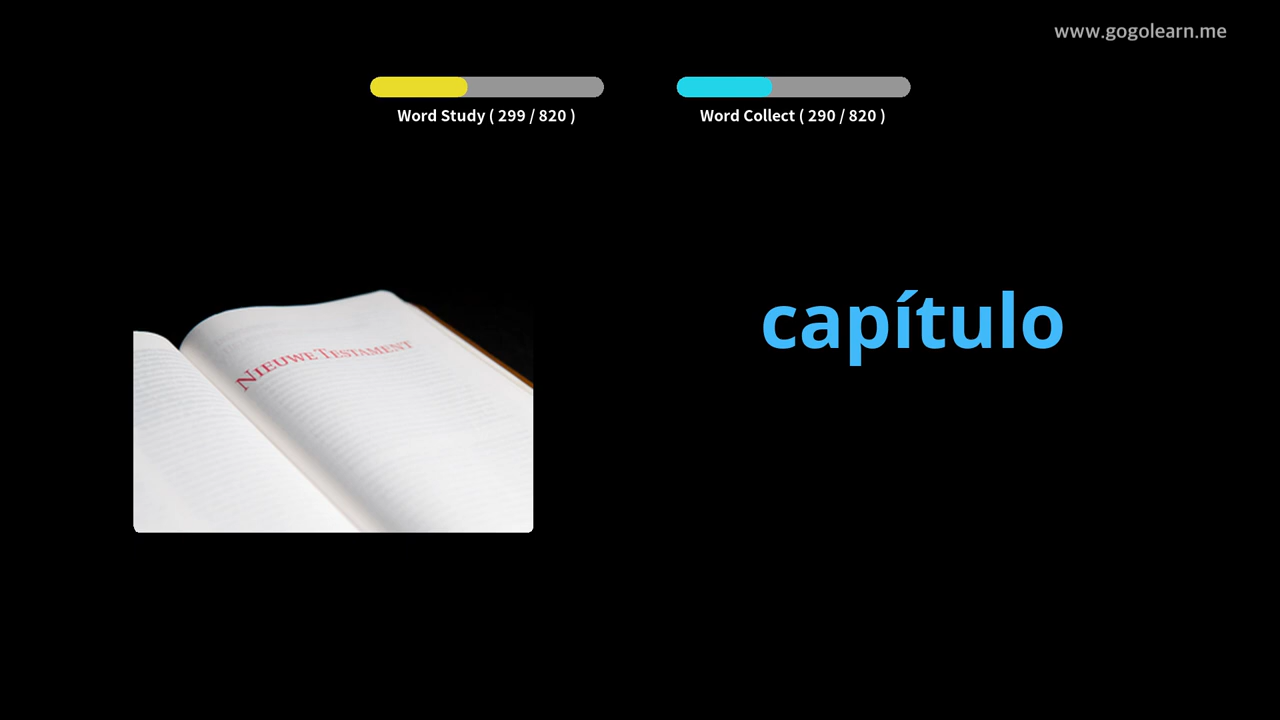 www.gogolearn.me
Word Study ( 299 / 820 )
Word Collect ( 290 / 820 )
capítulo
NIEUWE TESTAMENT